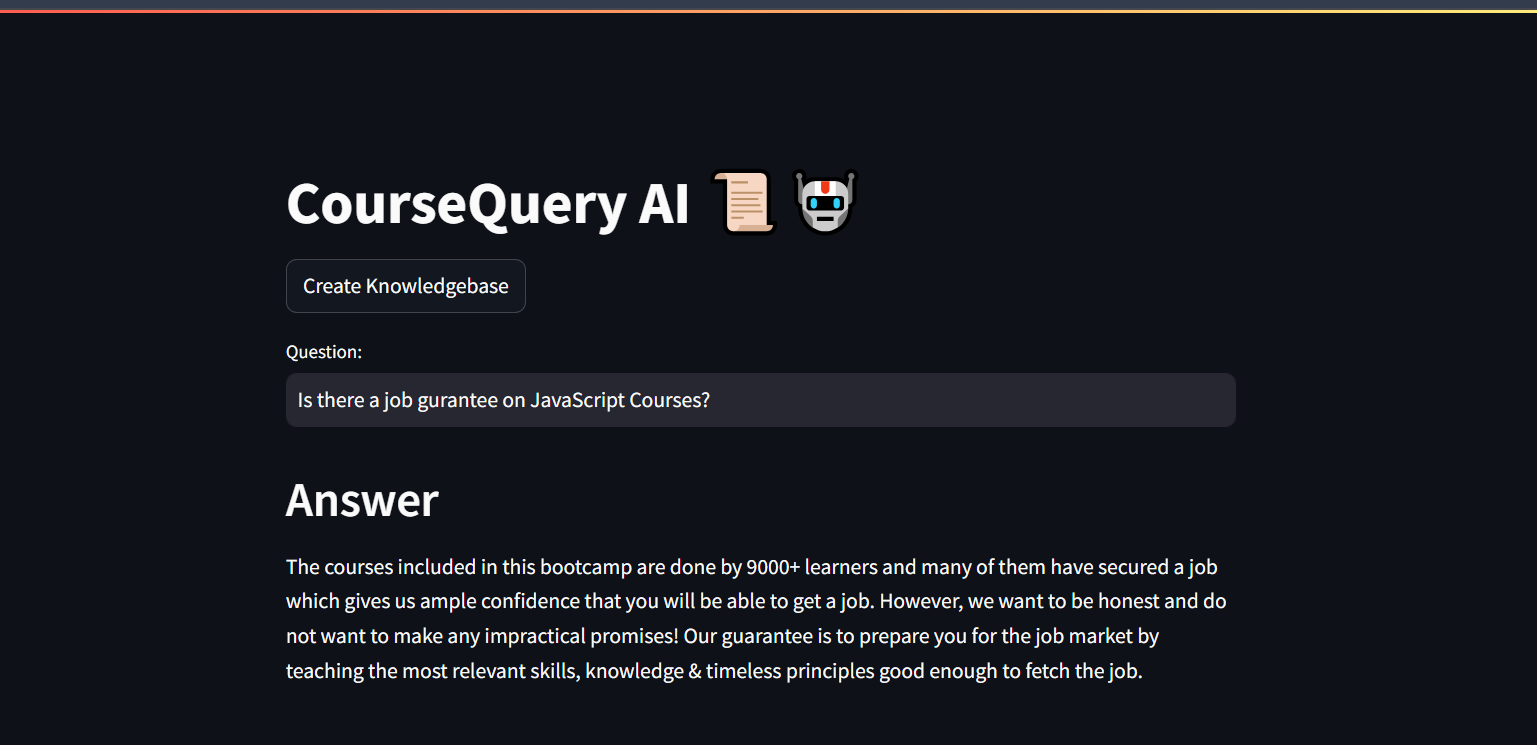 CourseQuery AI
Create Knowledgebase
Question:
Is there a job gurantee on JavaScript Courses?
Answer
The courses included in this bootcamp are done by 9000+ learners and many of them have secured a job
which gives us ample confidence that you will be able to get a job. However, we want to be honest and do
not want to make any impractical promises! Our guarantee is to prepare you for the job market by
teaching the most relevant skills, knowledge & timeless principles good enough to fetch the job.